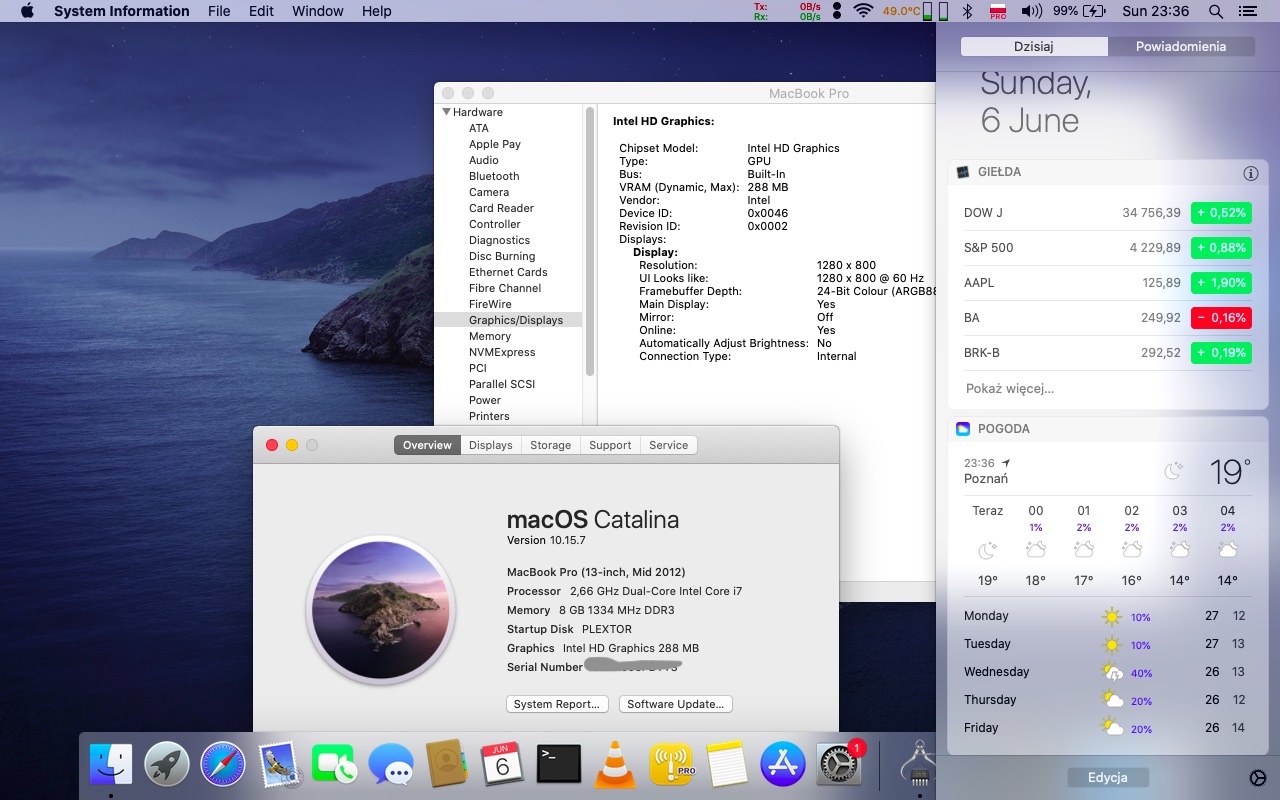 System Information File Edit Window Help
Tx: 0B/s
Rx: 0B/s
49.0°C
PRO
99%
Sun 23:36
Dzisiaj Powiadomienia
Sunday,
6 June
GIEŁDA
DOW J 34 756,39 + 0,52%
S&P 500 4 229,89 + 0,88%
AAPL 125,89 + 1,90%
BA 249,92 − 0,16%
BRK-B 292,52 + 0,19%
Pokaż więcej...
POGODA
23:36
Poznań
19°
Teraz 00 01 02 03 04
1% 2% 2% 2% 2%
19° 18° 17° 16° 14° 14°
Monday 10% 27 12
Tuesday 10% 27 13
Wednesday 40% 26 13
Thursday 20% 26 12
Friday 20% 26 14
Edycja
MacBook Pro
Hardware
ATA
Apple Pay
Audio
Bluetooth
Camera
Card Reader
Controller
Diagnostics
Disc Burning
Ethernet Cards
Fibre Channel
FireWire
Graphics/Displays
Memory
NVMExpress
PCI
Parallel SCSI
Power
Printers
Intel HD Graphics:
Chipset Model: Intel HD Graphics
Type: GPU
Bus: Built-In
VRAM (Dynamic, Max): 288 MB
Vendor: Intel
Device ID: 0x0046
Revision ID: 0x0002
Displays:
Display:
Resolution: 1280 x 800
UI Looks like: 1280 x 800 @ 60 Hz
Framebuffer Depth: 24-Bit Colour (ARGB88
Main Display: Yes
Mirror: Off
Online: Yes
Automatically Adjust Brightness: No
Connection Type: Internal
Overview Displays Storage Support Service
macOS Catalina
Version 10.15.7
MacBook Pro (13-inch, Mid 2012)
Processor 2,66 GHz Dual-Core Intel Core i7
Memory 8 GB 1334 MHz DDR3
Startup Disk PLEXTOR
Graphics Intel HD Graphics 288 MB
Serial Number
System Report... Software Update...
JUN
6
>_
PRO
1